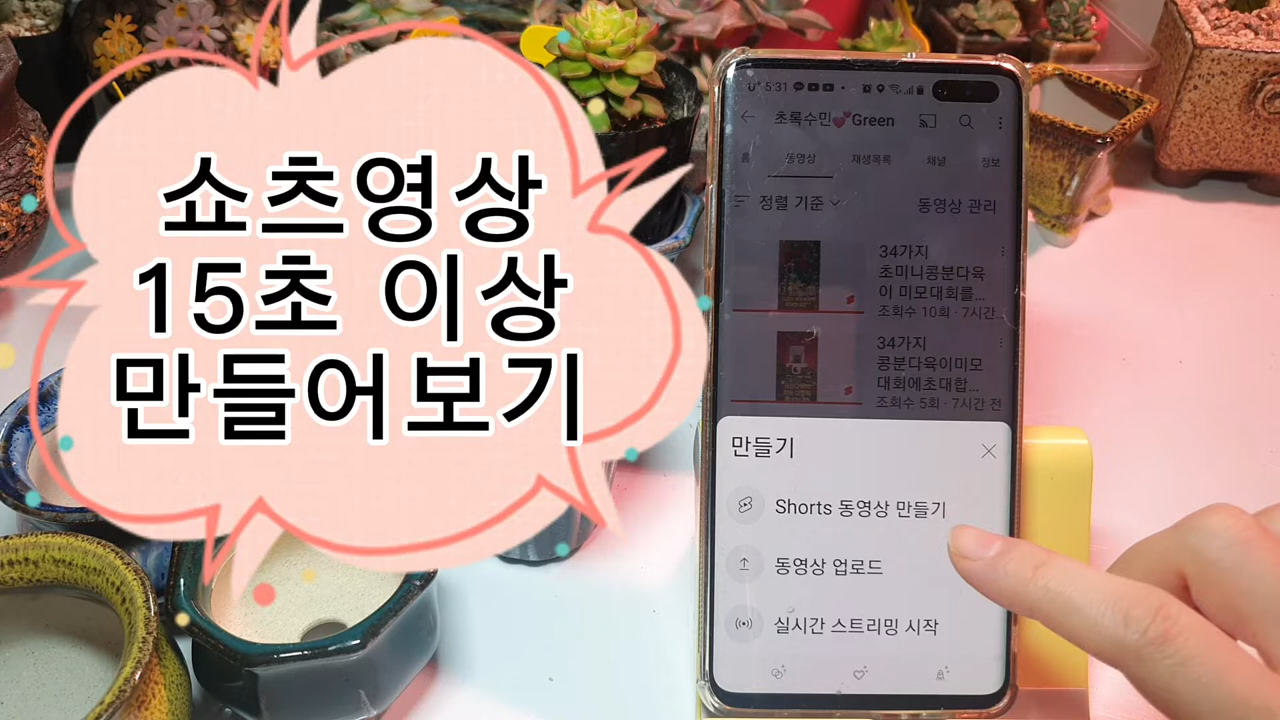 쇼츠영상
15초 이상
만들어보기
5:31
초록수민💕Green
홈 동영상 재생목록 채널 정보
정렬 기준 동영상 관리
34가지
초미니콩분다육
이 미모대회를...
조회수 10회 · 7시간...
34가지
콩분다육이미모
대회에초대합...
조회수 5회 · 7시간 전
만들기
Shorts 동영상 만들기
동영상 업로드
실시간 스트리밍 시작